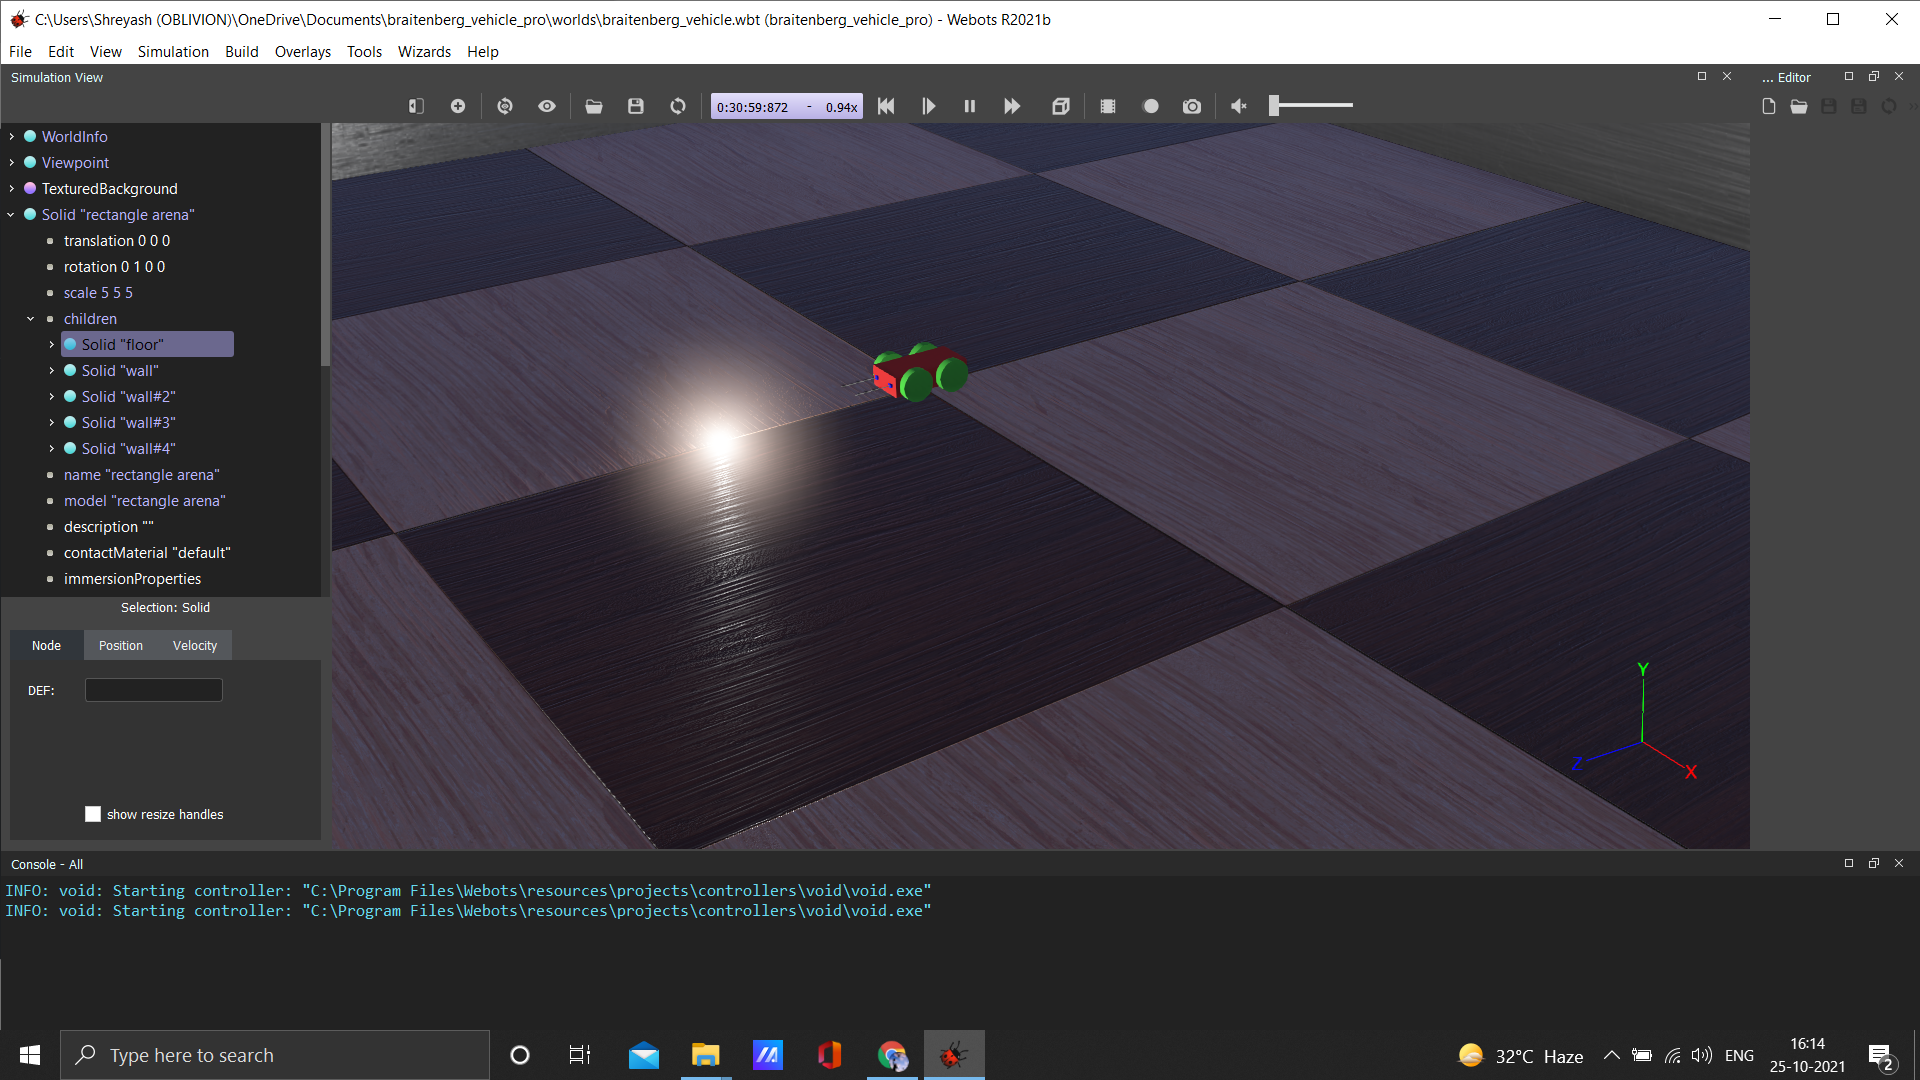 C:\Users\Shreyash (OBLIVION)\OneDrive\Documents\braitenberg_vehicle_pro\worlds\braitenberg_vehicle.wbt (braitenberg_vehicle_pro) - Webots R2021b
File Edit View Simulation Build Overlays Tools Wizards Help
Simulation View
... Editor
0:30:59:872 - 0.94x
WorldInfo
Viewpoint
TexturedBackground
Solid "rectangle arena"
translation 0 0 0
rotation 0 1 0 0
scale 5 5 5
children
Solid "floor"
Solid "wall"
Solid "wall#2"
Solid "wall#3"
Solid "wall#4"
name "rectangle arena"
model "rectangle arena"
description ""
contactMaterial "default"
immersionProperties
Selection: Solid
Node Position Velocity
DEF:
show resize handles
Y
Z
X
Console - All
INFO: void: Starting controller: "C:\Program Files\Webots\resources\projects\controllers\void\void.exe"
INFO: void: Starting controller: "C:\Program Files\Webots\resources\projects\controllers\void\void.exe"
Type here to search
32°C Haze
ENG
16:14
25-10-2021
2